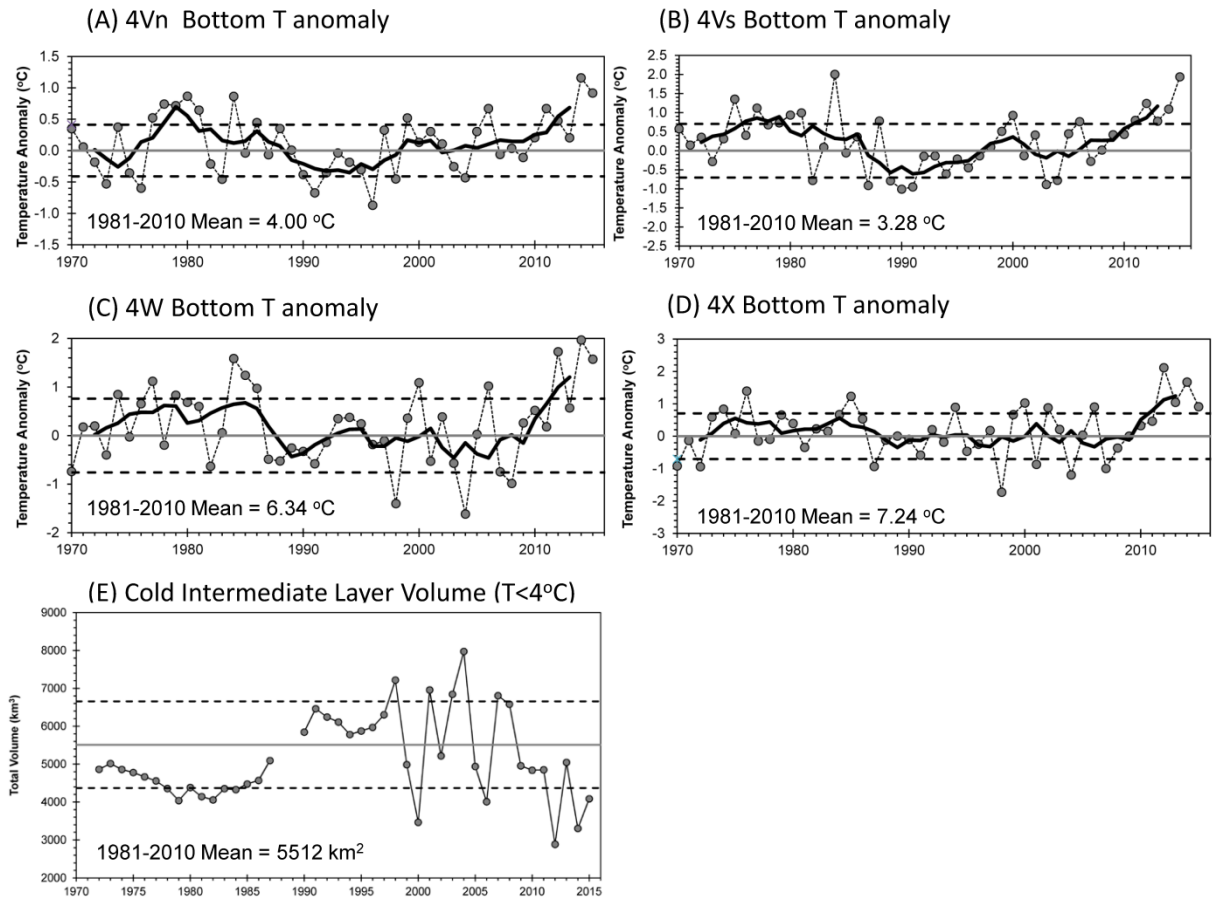 (A) 4Vn Bottom T anomaly
Temperature Anomaly (°C)
1.5
1.0
0.5
0.0
-0.5
-1.0
-1.5
1981-2010 Mean = 4.00 °C
1970 1980 1990 2000 2010
(B) 4Vs Bottom T anomaly
Temperature Anomaly (°C)
2.5
2.0
1.5
1.0
0.5
0.0
-0.5
-1.0
-1.5
-2.0
-2.5
1981-2010 Mean = 3.28 °C
1970 1980 1990 2000 2010
(C) 4W Bottom T anomaly
Temperature Anomaly (°C)
2
1
0
-1
-2
1981-2010 Mean = 6.34 °C
1970 1980 1990 2000 2010
(D) 4X Bottom T anomaly
Temperature Anomaly (°C)
3
2
1
0
-1
-2
-3
1981-2010 Mean = 7.24 °C
1970 1980 1990 2000 2010
(E) Cold Intermediate Layer Volume (T<4°C)
Total Volume (km³)
9000
8000
7000
6000
5000
4000
3000
2000
1981-2010 Mean = 5512 km²
1970 1975 1980 1985 1990 1995 2000 2005 2010 2015